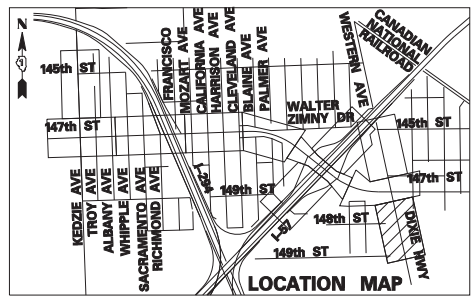 N
CANADIAN
NATIONAL
RAILROAD
WESTERN AVE
FRANCISCO
MOZART AVE
CALIFORNIA AVE
HARRISON AVE
CLEVELAND AVE
BLAINE AVE
PALMER AVE
145th ST
WALTER
ZIMNY DR
147th ST
145th ST
I-294
149th ST
147th ST
KEDZIE AVE
TROY AVE
ALBANY AVE
WHIPPLE AVE
SACRAMENTO AVE
RICHMOND AVE
I-57
148th ST
DIXIE HWY
149th ST
LOCATION MAP